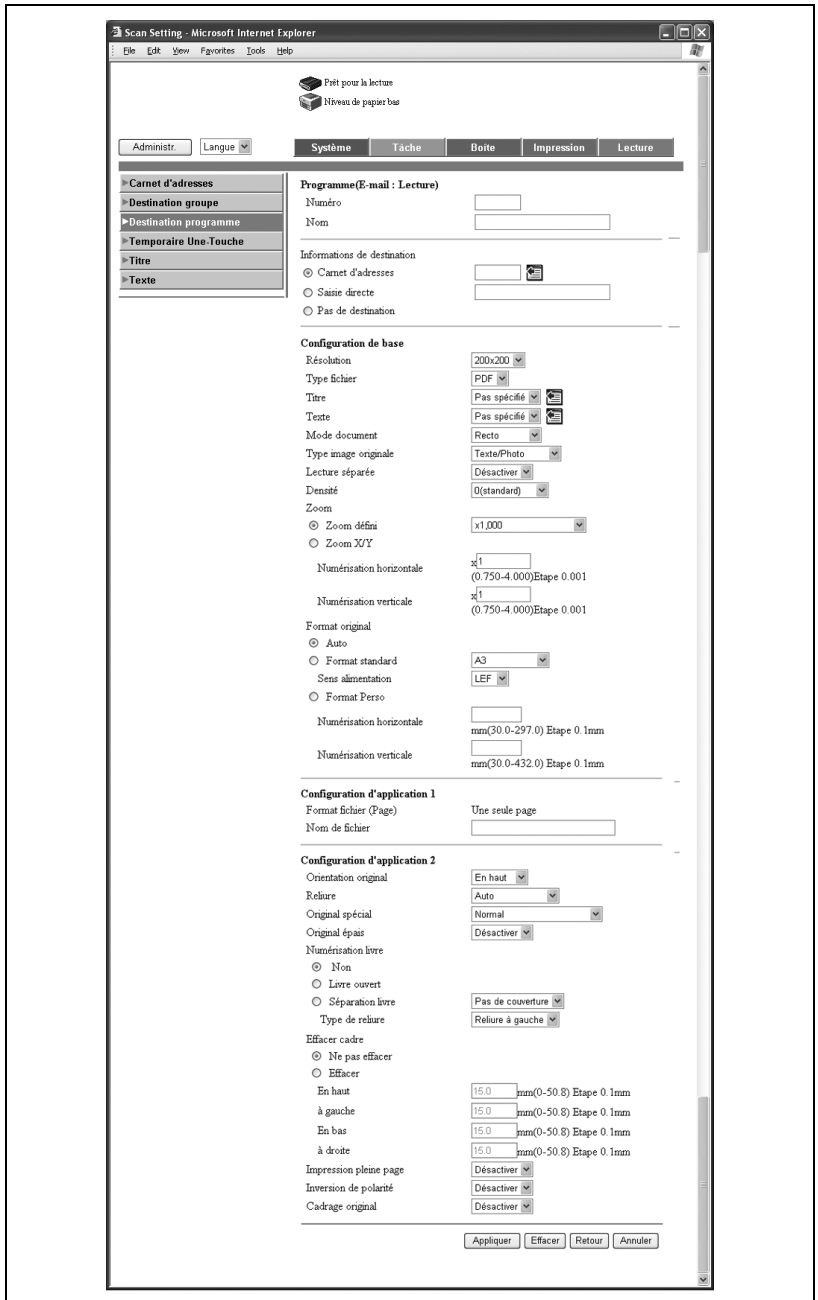 Scan Setting - Microsoft Internet Explorer
File Edit View Favorites Tools Help
Prêt pour la lecture
Niveau de papier bas
Administr. Langue Système Tâche Boîte Impression Lecture
Carnet d'adresses
Destination groupe
Destination programme
Temporaire Une-Touche
Titre
Texte
Programme(E-mail : Lecture)
Numéro
Nom
Informations de destination
Carnet d'adresses
Saisie directe
Pas de destination
Configuration de base
Résolution 200x200
Type fichier PDF
Titre Pas spécifié
Texte Pas spécifié
Mode document Recto
Type image originale Texte/Photo
Lecture séparée Désactiver
Densité 0(standard)
Zoom
Zoom défini x1,000
Zoom X/Y
Numérisation horizontale x1
(0.750-4.000)Etape 0.001
Numérisation verticale x1
(0.750-4.000)Etape 0.001
Format original
Auto
Format standard A3
Sens alimentation LEF
Format Perso
Numérisation horizontale
mm(30.0-297.0) Etape 0.1mm
Numérisation verticale
mm(30.0-432.0) Etape 0.1mm
Configuration d'application 1
Format fichier (Page) Une seule page
Nom de fichier
Configuration d'application 2
Orientation original En haut
Reliure Auto
Original spécial Normal
Original épais Désactiver
Numérisation livre
Non
Livre ouvert
Séparation livre Pas de couverture
Type de reliure Reliure à gauche
Effacer cadre
Ne pas effacer
Effacer
En haut 15.0 mm(0-50.8) Etape 0.1mm
à gauche 15.0 mm(0-50.8) Etape 0.1mm
En bas 15.0 mm(0-50.8) Etape 0.1mm
à droite 15.0 mm(0-50.8) Etape 0.1mm
Impression pleine page Désactiver
Inversion de polarité Désactiver
Cadrage original Désactiver
Appliquer Effacer Retour Annuler